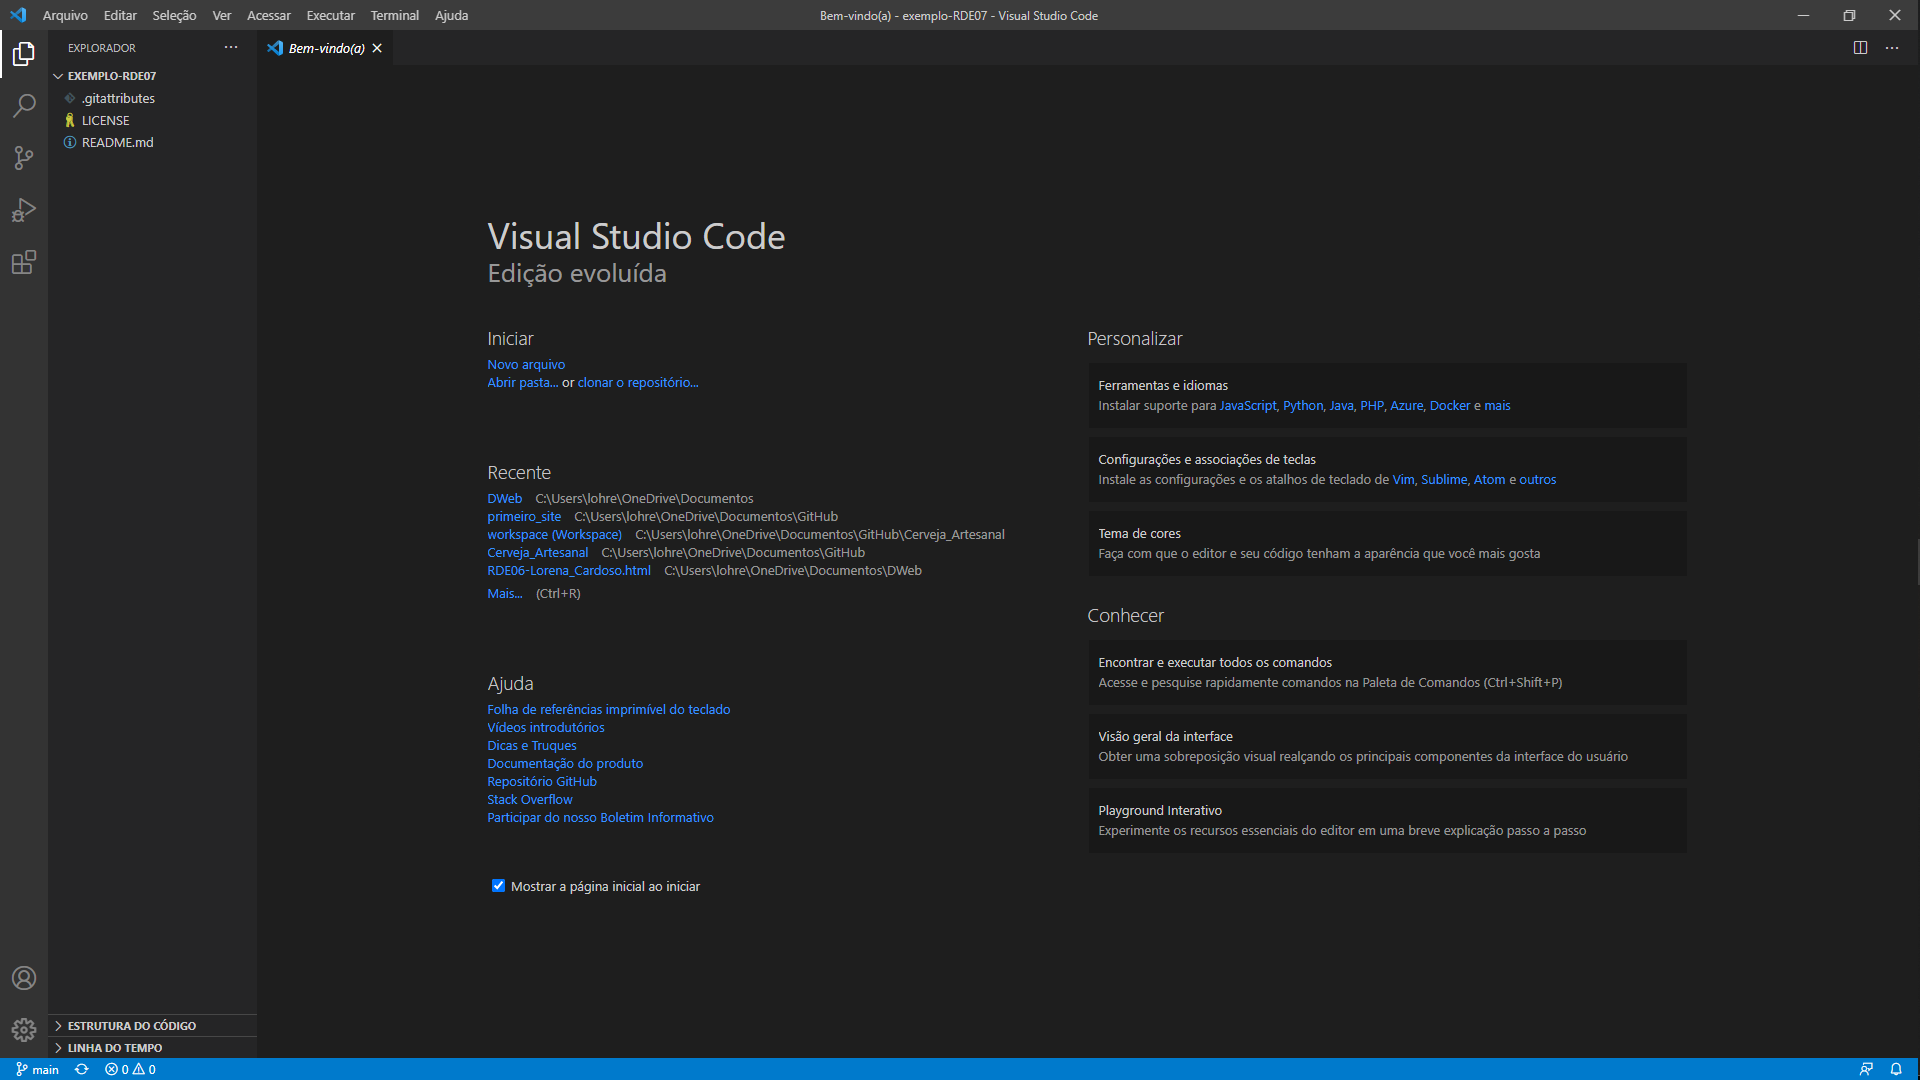 Arquivo Editar Seleção Ver Acessar Executar Terminal Ajuda
Bem-vindo(a) - exemplo-RDE07 - Visual Studio Code
EXPLORADOR
EXEMPLO-RDE07
.gitattributes
LICENSE
README.md
Bem-vindo(a)
Visual Studio Code
Edição evoluída
Iniciar
Novo arquivo
Abrir pasta... or clonar o repositório...
Recente
DWeb C:\Users\lohre\OneDrive\Documentos
primeiro_site C:\Users\lohre\OneDrive\Documentos\GitHub
workspace (Workspace) C:\Users\lohre\OneDrive\Documentos\GitHub\Cerveja_Artesanal
Cerveja_Artesanal C:\Users\lohre\OneDrive\Documentos\GitHub
RDE06-Lorena_Cardoso.html C:\Users\lohre\OneDrive\Documentos\DWeb
Mais... (Ctrl+R)
Ajuda
Folha de referências imprimível do teclado
Vídeos introdutórios
Dicas e Truques
Documentação do produto
Repositório GitHub
Stack Overflow
Participar do nosso Boletim Informativo
Mostrar a página inicial ao iniciar
Personalizar
Ferramentas e idiomas
Instalar suporte para JavaScript, Python, Java, PHP, Azure, Docker e mais
Configurações e associações de teclas
Instale as configurações e os atalhos de teclado de Vim, Sublime, Atom e outros
Tema de cores
Faça com que o editor e seu código tenham a aparência que você mais gosta
Conhecer
Encontrar e executar todos os comandos
Acesse e pesquise rapidamente comandos na Paleta de Comandos (Ctrl+Shift+P)
Visão geral da interface
Obter uma sobreposição visual realçando os principais componentes da interface do usuário
Playground Interativo
Experimente os recursos essenciais do editor em uma breve explicação passo a passo
ESTRUTURA DO CÓDIGO
LINHA DO TEMPO
main 0 0